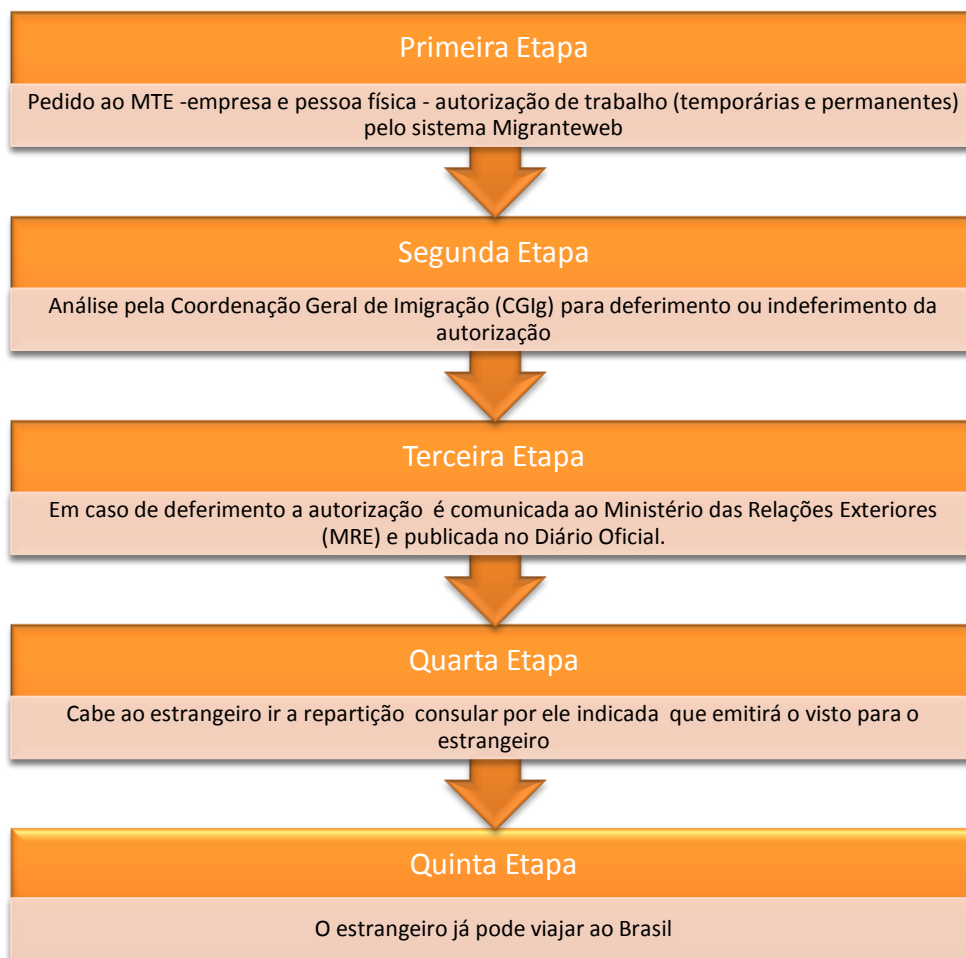 Primeira Etapa
Pedido ao MTE -empresa e pessoa física - autorização de trabalho (temporárias e permanentes)
pelo sistema Migranteweb
Segunda Etapa
Análise pela Coordenação Geral de Imigração (CGIg) para deferimento ou indeferimento da
autorização
Terceira Etapa
Em caso de deferimento a autorização é comunicada ao Ministério das Relações Exteriores
(MRE) e publicada no Diário Oficial.
Quarta Etapa
Cabe ao estrangeiro ir a repartição consular por ele indicada que emitirá o visto para o
estrangeiro
Quinta Etapa
O estrangeiro já pode viajar ao Brasil